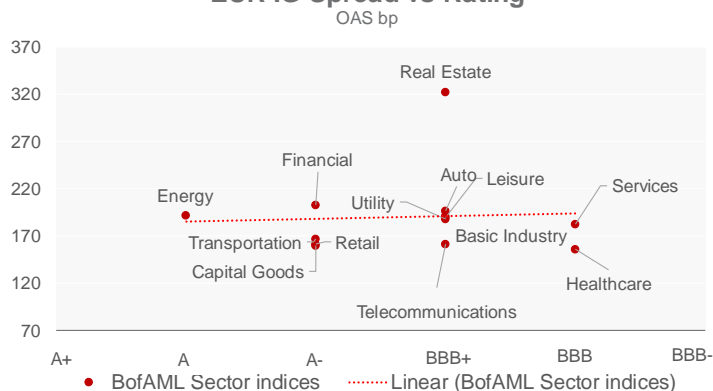 OAS bp
370
320
270
220
170
120
70
Real Estate
Financial
Energy
Auto
Leisure
Utility
Services
Transportation
Retail
Basic Industry
Capital Goods
Healthcare
Telecommunications
A+
A
A-
BBB+
BBB
BBB-
BofAML Sector indices
Linear (BofAML Sector indices)